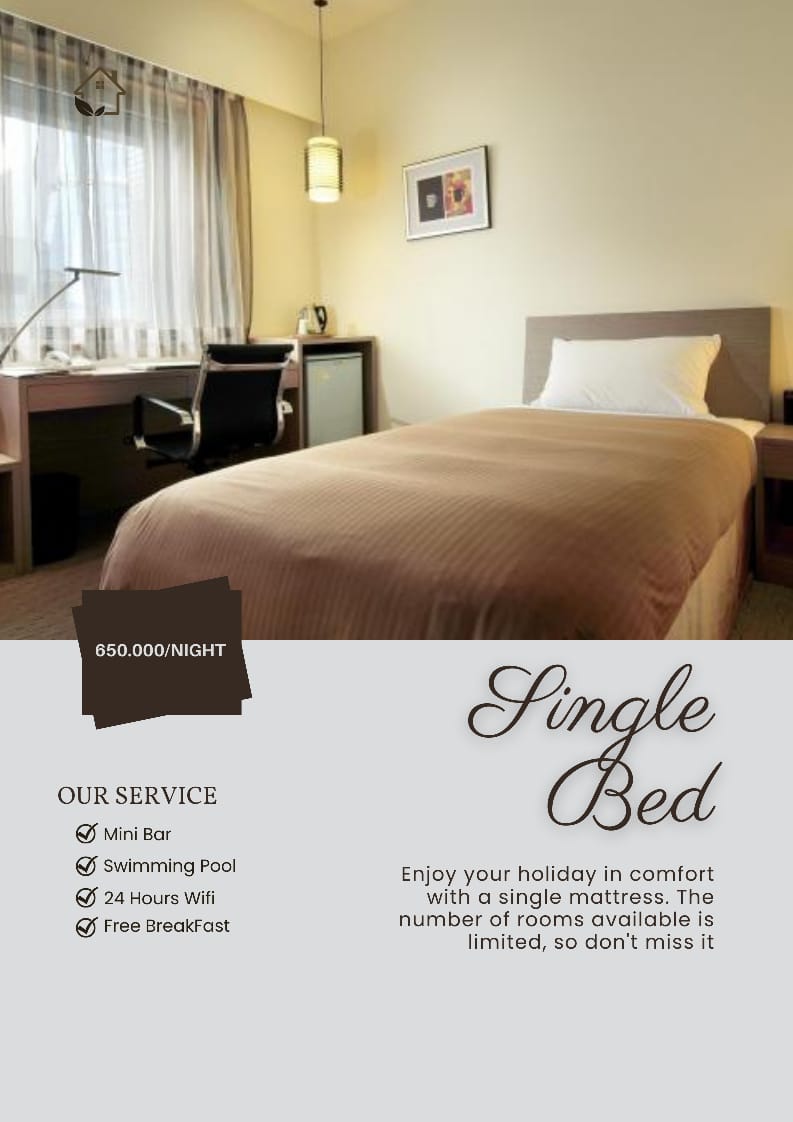 650.000/NIGHT
Single
Bed
OUR SERVICE
Mini Bar
Swimming Pool
24 Hours Wifi
Free BreakFast
Enjoy your holiday in comfort
with a single mattress. The
number of rooms available is
limited, so don't miss it